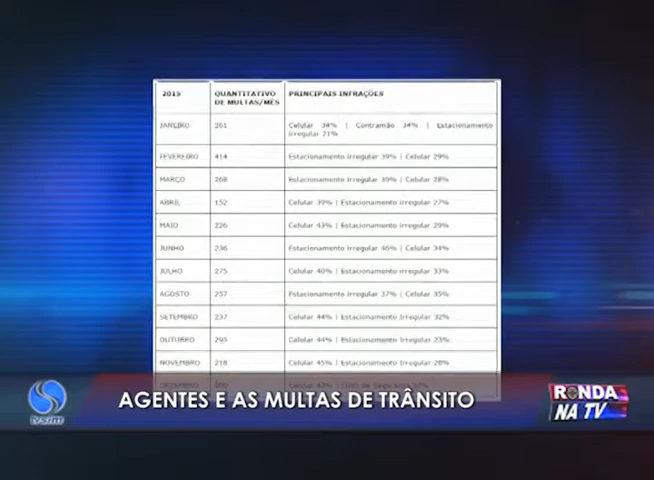 2015 QUANTITATIVO DE MULTAS/MÊS PRINCIPAIS INFRAÇÕES
JANEIRO 261 Celular 34% | Contramão 34% | Estacionamento
irregular 21%
FEVEREIRO 414 Estacionamento irregular 39% | Celular 29%
MARÇO 268 Estacionamento irregular 39% | Celular 28%
ABRIL 152 Celular 39% | Estacionamento irregular 27%
MAIO 226 Celular 43% | Estacionamento irregular 29%
JUNHO 236 Estacionamento irregular 46% | Celular 34%
JULHO 275 Celular 40% | Estacionamento irregular 33%
AGOSTO 257 Estacionamento irregular 37% | Celular 35%
SETEMBRO 237 Celular 44% | Estacionamento irregular 32%
OUTUBRO 295 Celular 44% | Estacionamento irregular 23%
NOVEMBRO 218 Celular 45% | Estacionamento irregular 28%
DEZEMBRO
AGENTES E AS MULTAS DE TRÂNSITO
tvsim
RONDA
NA TV